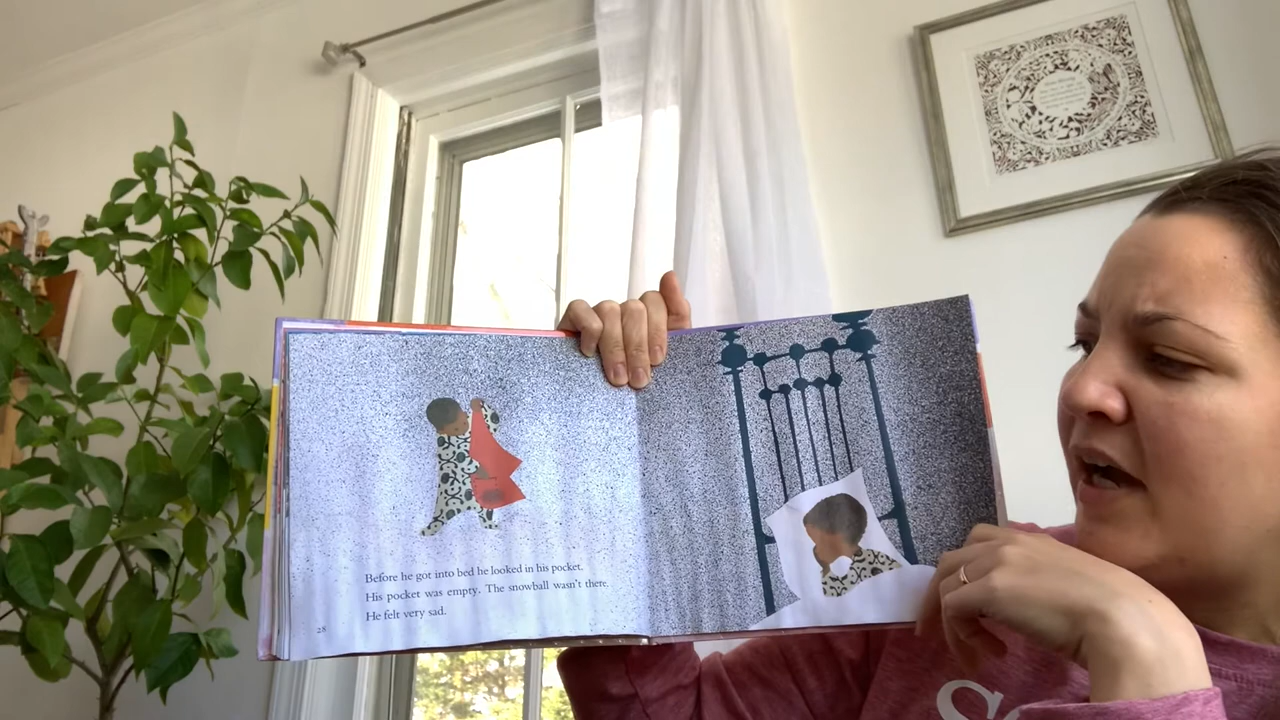 Before he got into bed he looked in his pocket.
His pocket was empty. The snowball wasn't there.
He felt very sad.
28